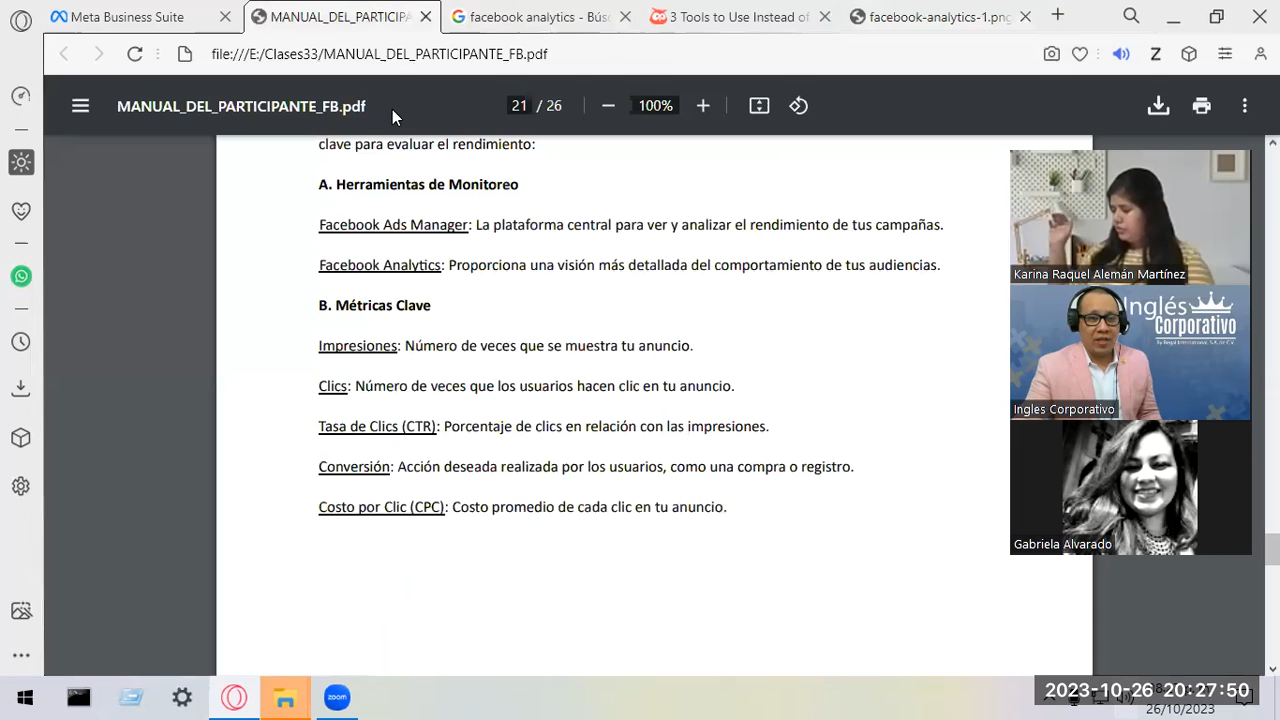 Meta Business Suite
MANUAL_DEL_PARTICIPA
facebook analytics - Bús
3 Tools to Use Instead of
facebook-analytics-1.png
file:///E:/Clases33/MANUAL_DEL_PARTICIPANTE_FB.pdf
MANUAL_DEL_PARTICIPANTE_FB.pdf
21 / 26
100%
clave para evaluar el rendimiento:
A. Herramientas de Monitoreo
Facebook Ads Manager: La plataforma central para ver y analizar el rendimiento de tus campañas.
Facebook Analytics: Proporciona una visión más detallada del comportamiento de tus audiencias.
B. Métricas Clave
Impresiones: Número de veces que se muestra tu anuncio.
Clics: Número de veces que los usuarios hacen clic en tu anuncio.
Tasa de Clics (CTR): Porcentaje de clics en relación con las impresiones.
Conversión: Acción deseada realizada por los usuarios, como una compra o registro.
Costo por Clic (CPC): Costo promedio de cada clic en tu anuncio.
Karina Raquel Alemán Martínez
Inglés
Corporativo
By Regal International, S.A. de C.V.
Ingles Corporativo
Gabriela Alvarado
zoom
2023-10-26 20:27:50
26/10/2023